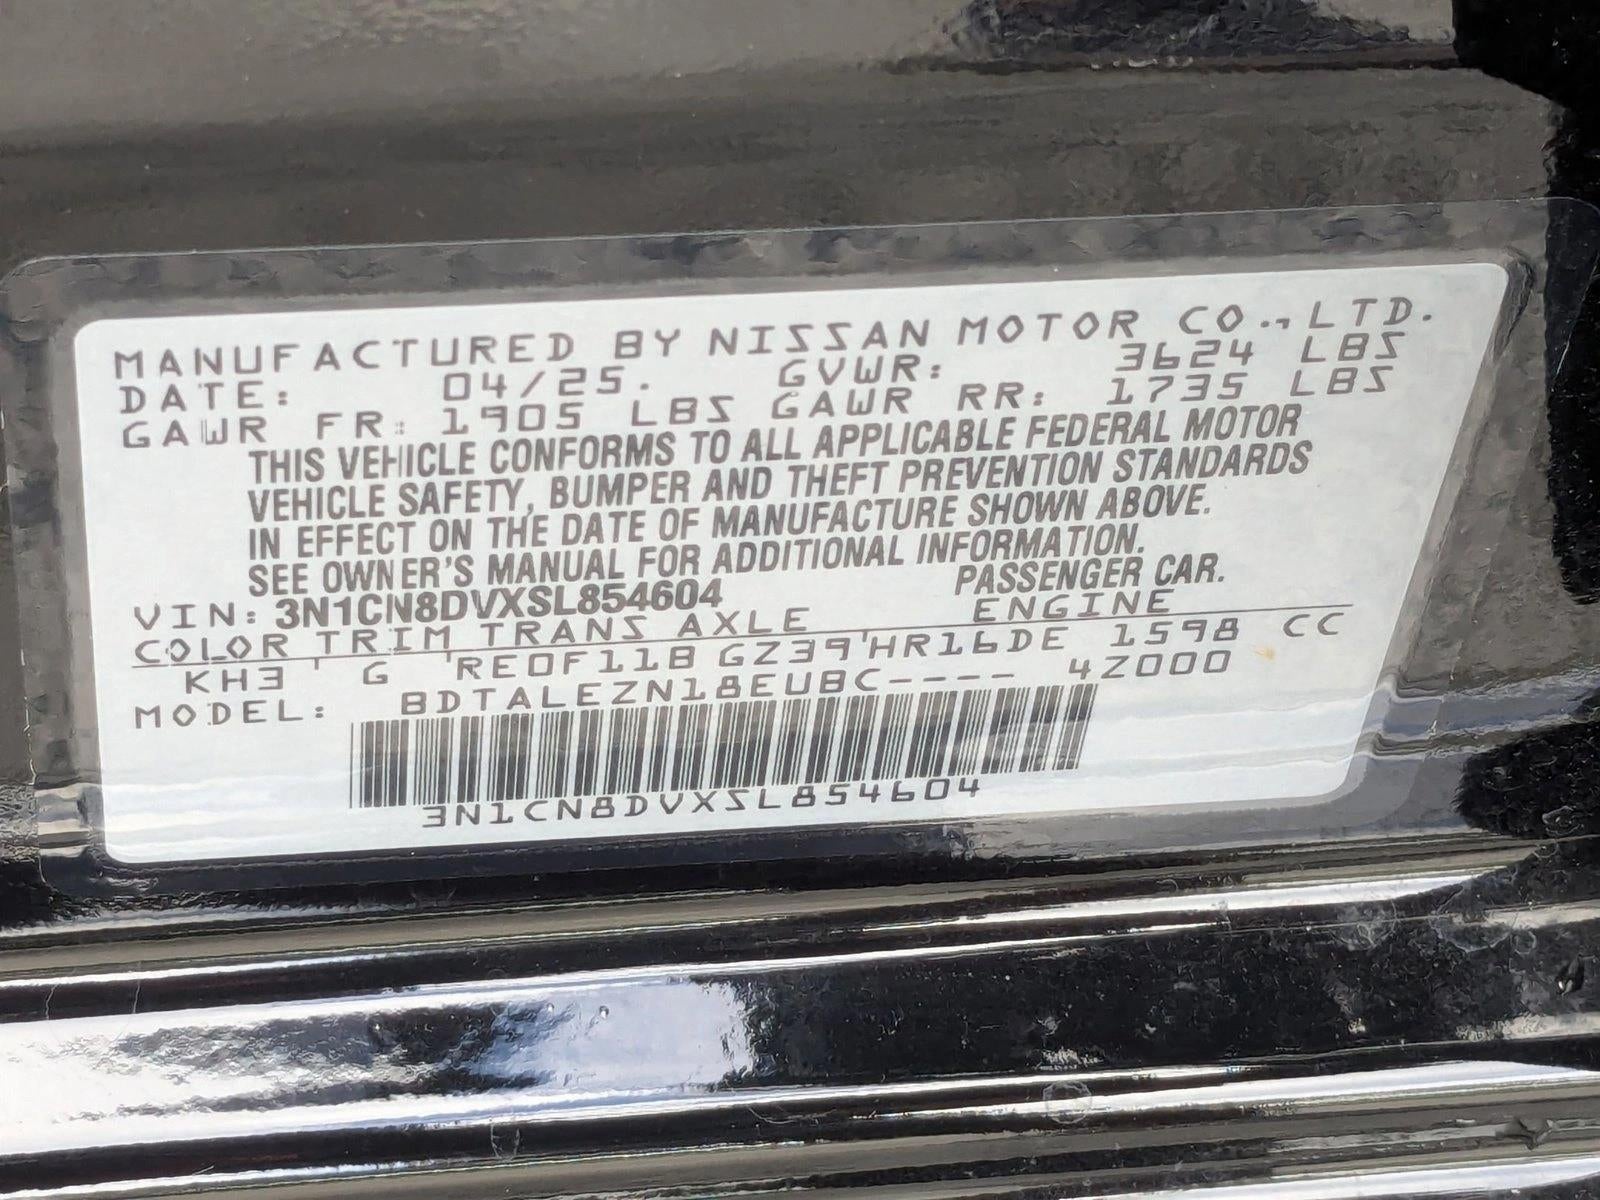 MANUFACTURED BY NISSAN MOTOR CO., LTD.
DATE: 04/25. GVWR: 3624 LBS
GAWR FR: 1905 LBS GAWR RR: 1735 LBS
THIS VEHICLE CONFORMS TO ALL APPLICABLE FEDERAL MOTOR
VEHICLE SAFETY, BUMPER AND THEFT PREVENTION STANDARDS
IN EFFECT ON THE DATE OF MANUFACTURE SHOWN ABOVE.
SEE OWNER'S MANUAL FOR ADDITIONAL INFORMATION.
VIN: 3N1CN8DVXSL854604 PASSENGER CAR.
COLOR TRIM TRANS AXLE ENGINE
KH3 G RE0F11B GZ39 HR16DE 1598 CC
MODEL: BDTALEZN18EUBC---- 4Z000
3N1CN8DVXSL854604